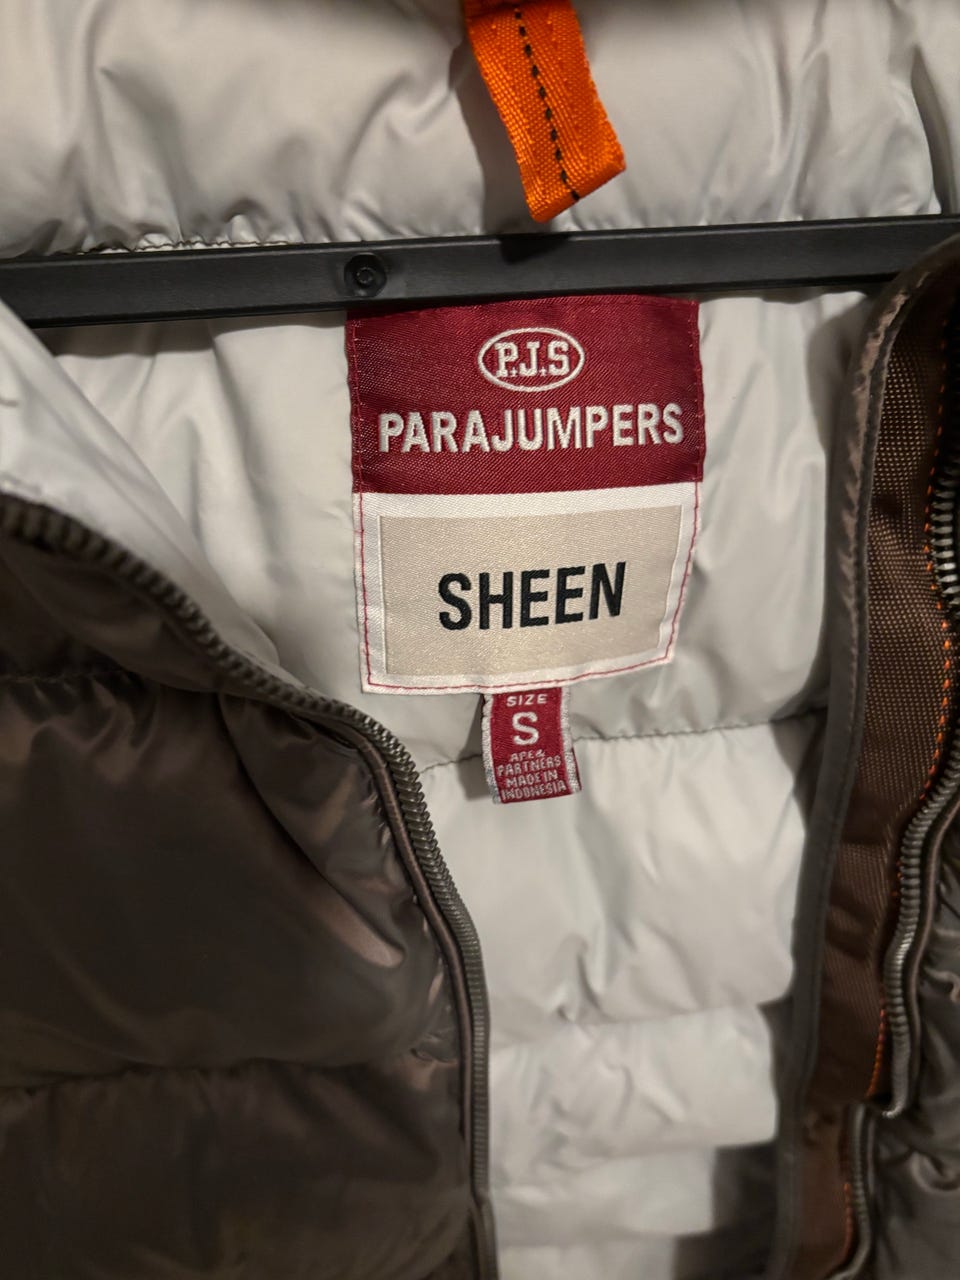 P.J.S
PARAJUMPERS
SHEEN
SIZE
S
APE &
PARTNERS
MADE IN
INDONESIA